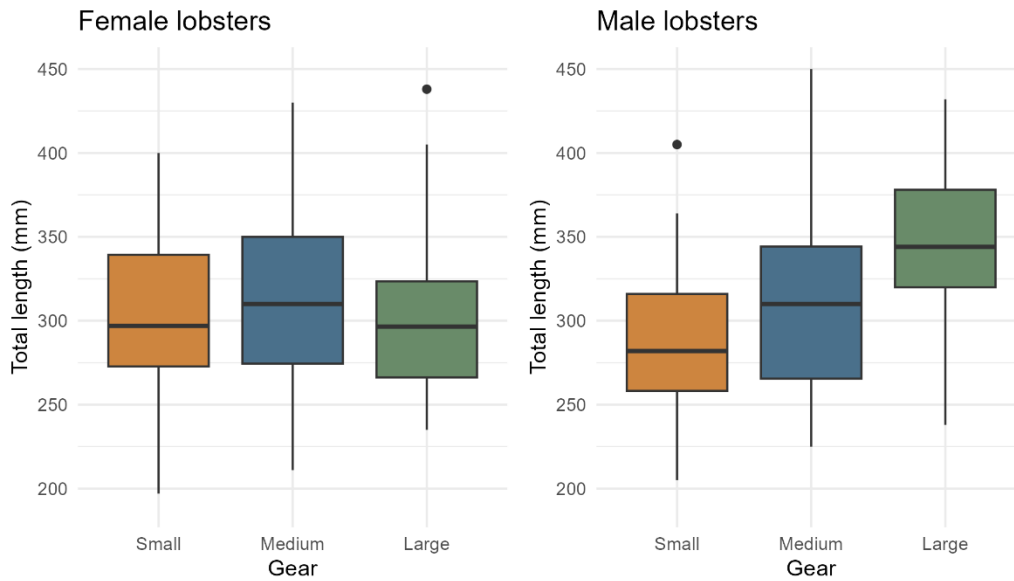 Female lobsters
Total length (mm)
450
400
350
300
250
200
Small Medium Large
Gear
Male lobsters
Total length (mm)
450
400
350
300
250
200
Small Medium Large
Gear